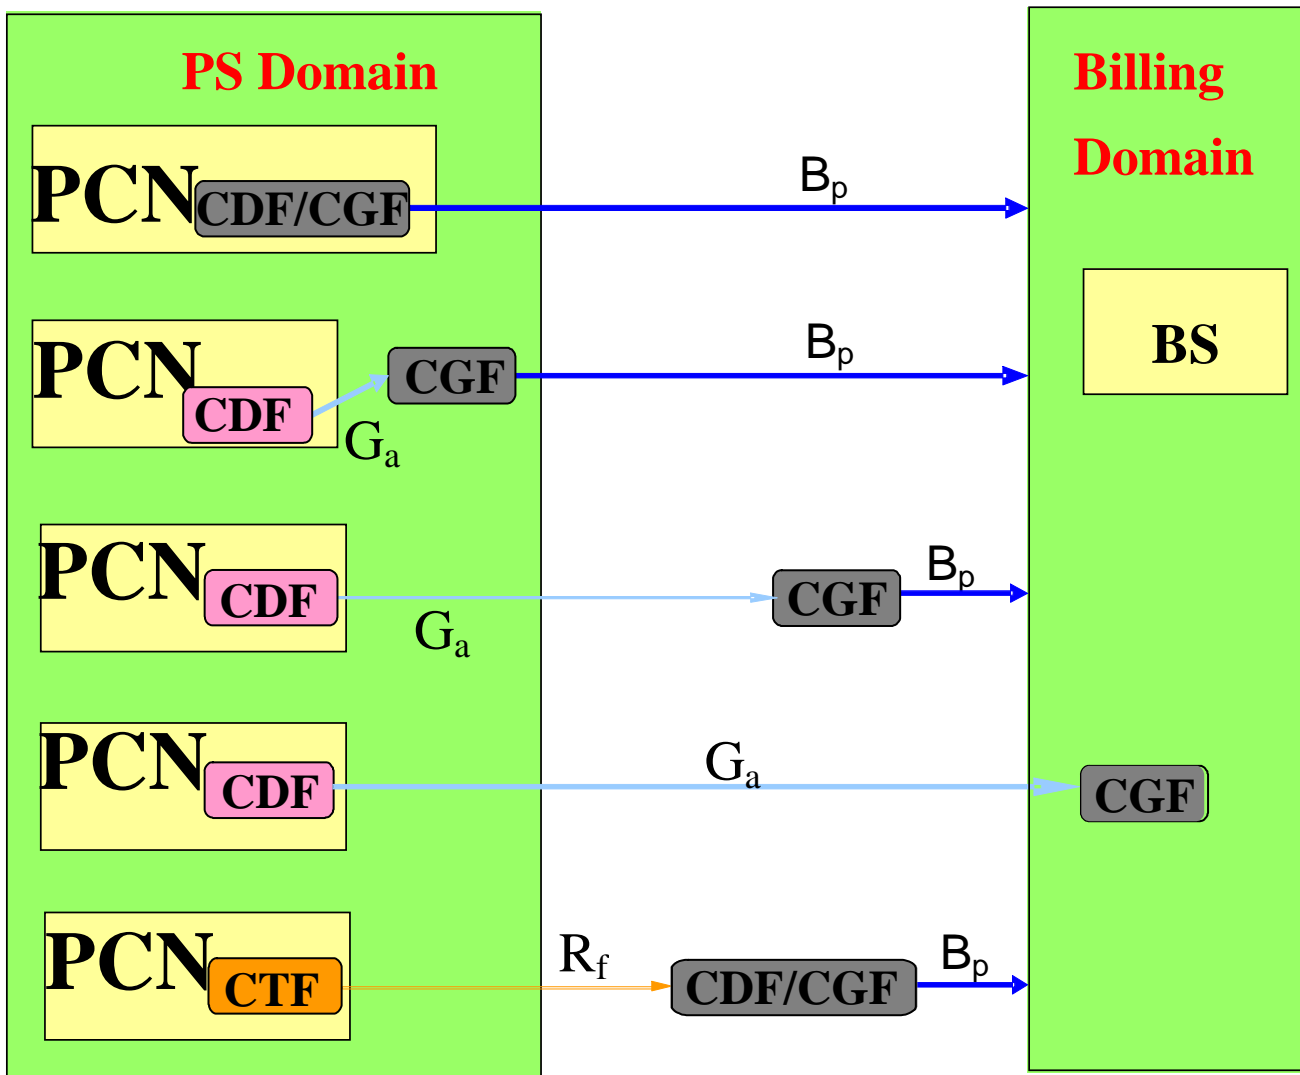 PS Domain
Billing
Domain
PCN
CDF/CGF
Bp
BS
PCN
CDF
Ga
CGF
Bp
PCN
CDF
Ga
CGF
Bp
PCN
CDF
Ga
CGF
PCN
CTF
Rf
CDF/CGF
Bp